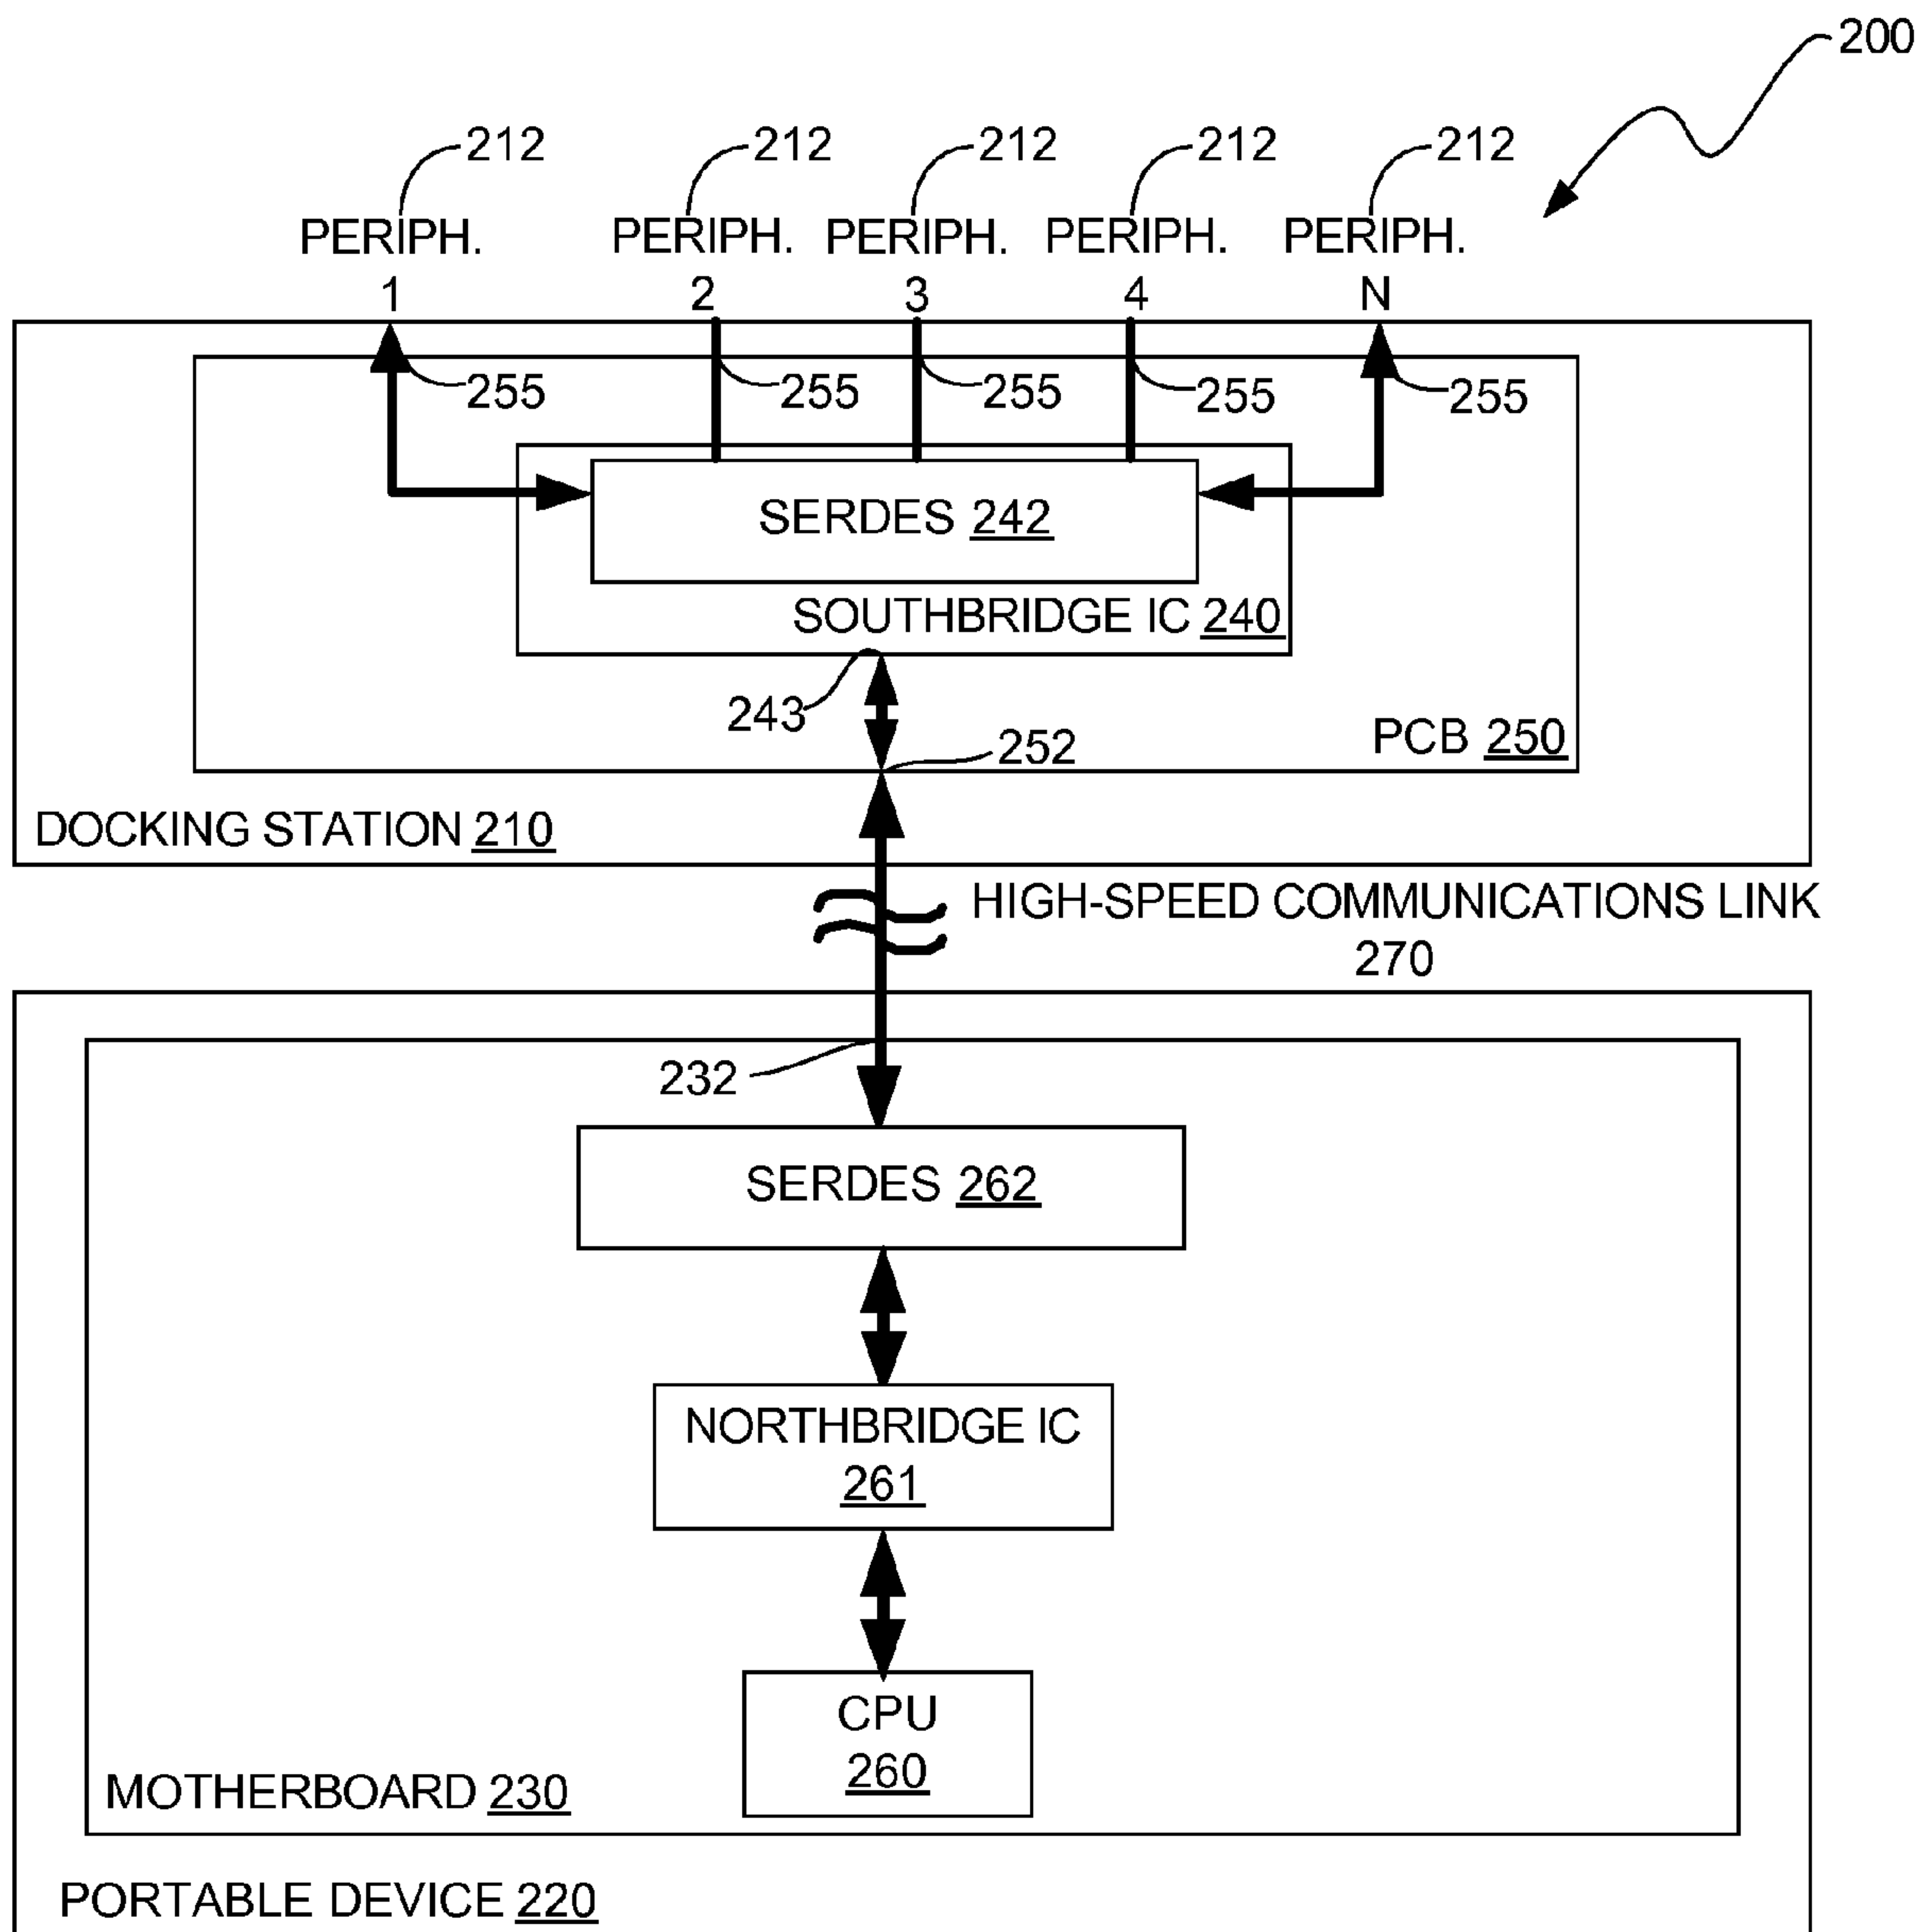 200
212 212 212 212 212
PERIPH. PERIPH. PERIPH. PERIPH. PERIPH.
1 2 3 4 N
255 255 255 255 255
SERDES 242
SOUTHBRIDGE IC 240
243
252
PCB 250
DOCKING STATION 210
HIGH-SPEED COMMUNICATIONS LINK
270
232
SERDES 262
NORTHBRIDGE IC
261
CPU
260
MOTHERBOARD 230
PORTABLE DEVICE 220